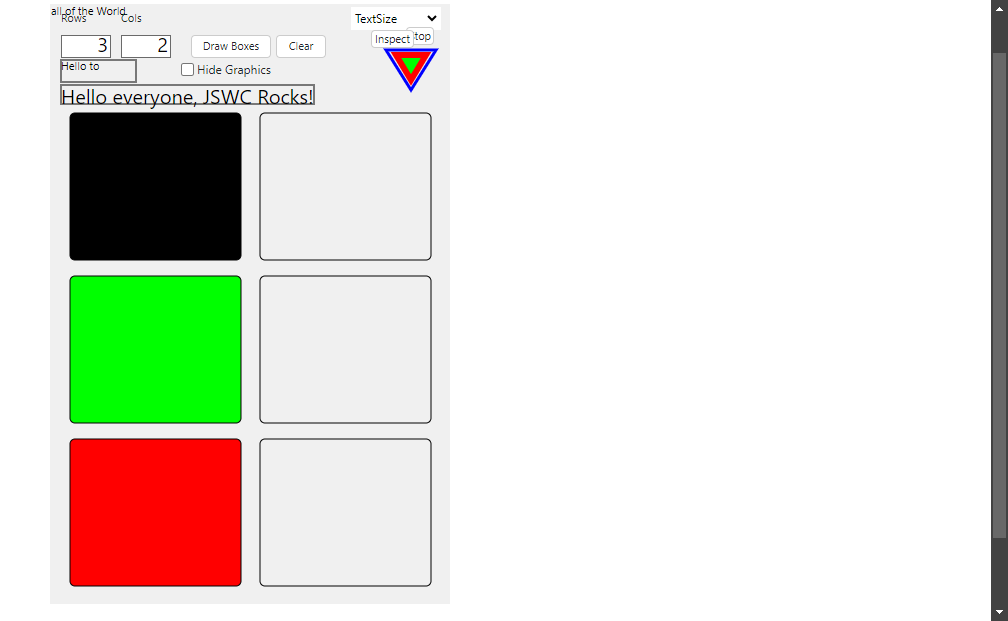 all of the World.
Rows Cols
TextSize
Inspect top
3 2 Draw Boxes Clear
Hello to
Hide Graphics
Hello everyone, JSWC Rocks!